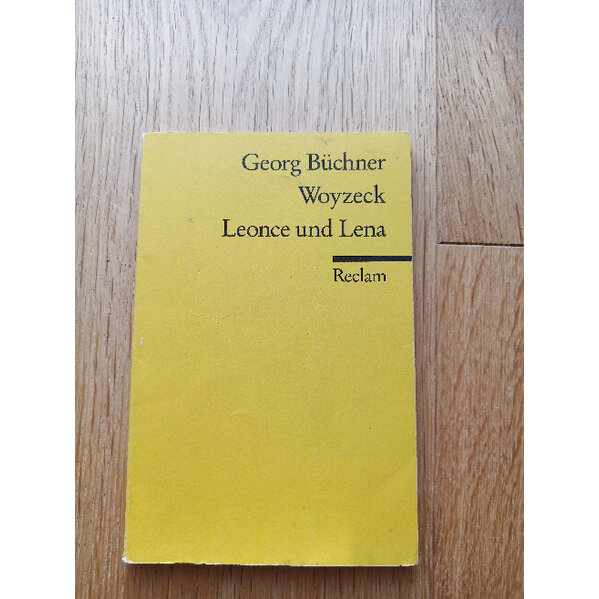 Georg Büchner
Woyzeck
Leonce und Lena
Reclam